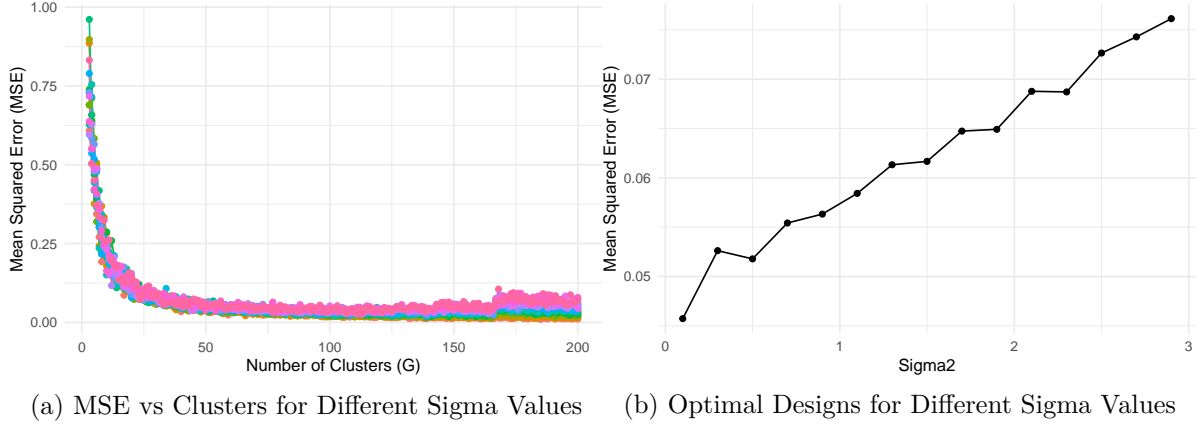 1.00
0.75
0.50
0.25
0.00
Mean Squared Error (MSE)
0 50 100 150 200
Number of Clusters (G)
(a) MSE vs Clusters for Different Sigma Values
0.07
0.06
0.05
Mean Squared Error (MSE)
0 1 2 3
Sigma2
(b) Optimal Designs for Different Sigma Values